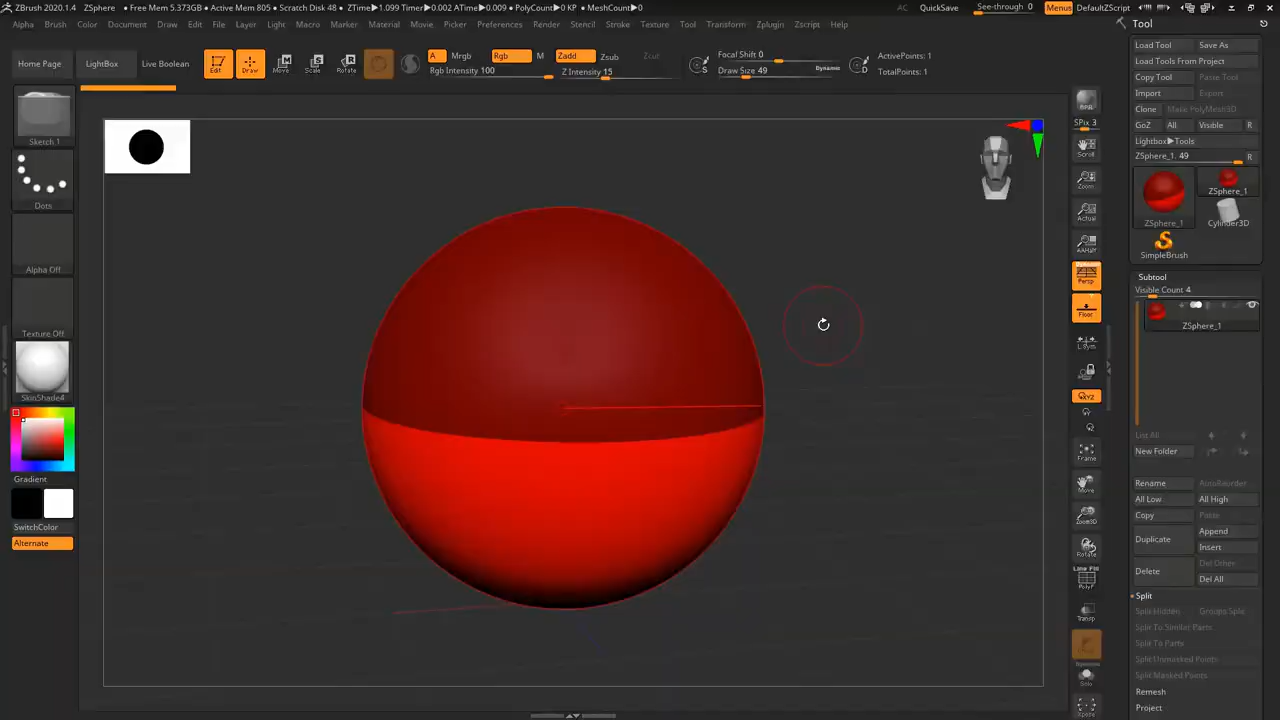 ZBrush 2020.1.4 ZSphere • Free Mem 5.373GB • Active Mem 805 • Scratch Disk 48 • ZTime▶1.099 Timer▶0.002 ATime▶0.009 • PolyCount▶0 KP • MeshCount▶0 AC QuickSave See-through 0 Menus DefaultZScript
Alpha Brush Color Document Draw Edit File Layer Light Macro Marker Material Movie Picker Preferences Render Stencil Stroke Texture Tool Transform Zplugin Zscript Help
Tool
Home Page LightBox Live Boolean
Edit Draw Move Scale Rotate
A Mrgb Rgb M Zadd Zsub Zcut
Rgb Intensity 100 Z Intensity 15
Focal Shift 0
Draw Size 49 Dynamic
ActivePoints: 1
TotalPoints: 1
Sketch 1
Dots
Alpha Off
Texture Off
SkinShade4
Gradient
SwitchColor
Alternate
BPR
SPix 3
Scroll
Zoom
Actual
AAHalf
Persp
Floor
L.Sym
XYZ
Frame
Move
Zoom3D
Rotate
Line Fill
PolyF
Transp
Dynamic
Solo
Load Tool Save As
Load Tools From Project
Copy Tool Paste Tool
Import Export
Clone Make PolyMesh3D
GoZ All Visible R
Lightbox▶Tools
ZSphere_1. 49 R
ZSphere_1 ZSphere_1
Cylinder3D
SimpleBrush
Subtool
Visible Count 4
ZSphere_1
List All
New Folder
Rename AutoReorder
All Low All High
Copy Paste
Duplicate Append
Insert
Delete Del Other
Del All
Split
Split Hidden Groups Split
Split To Similar Parts
Split To Parts
Split Unmasked Points
Split Masked Points
Remesh
Project